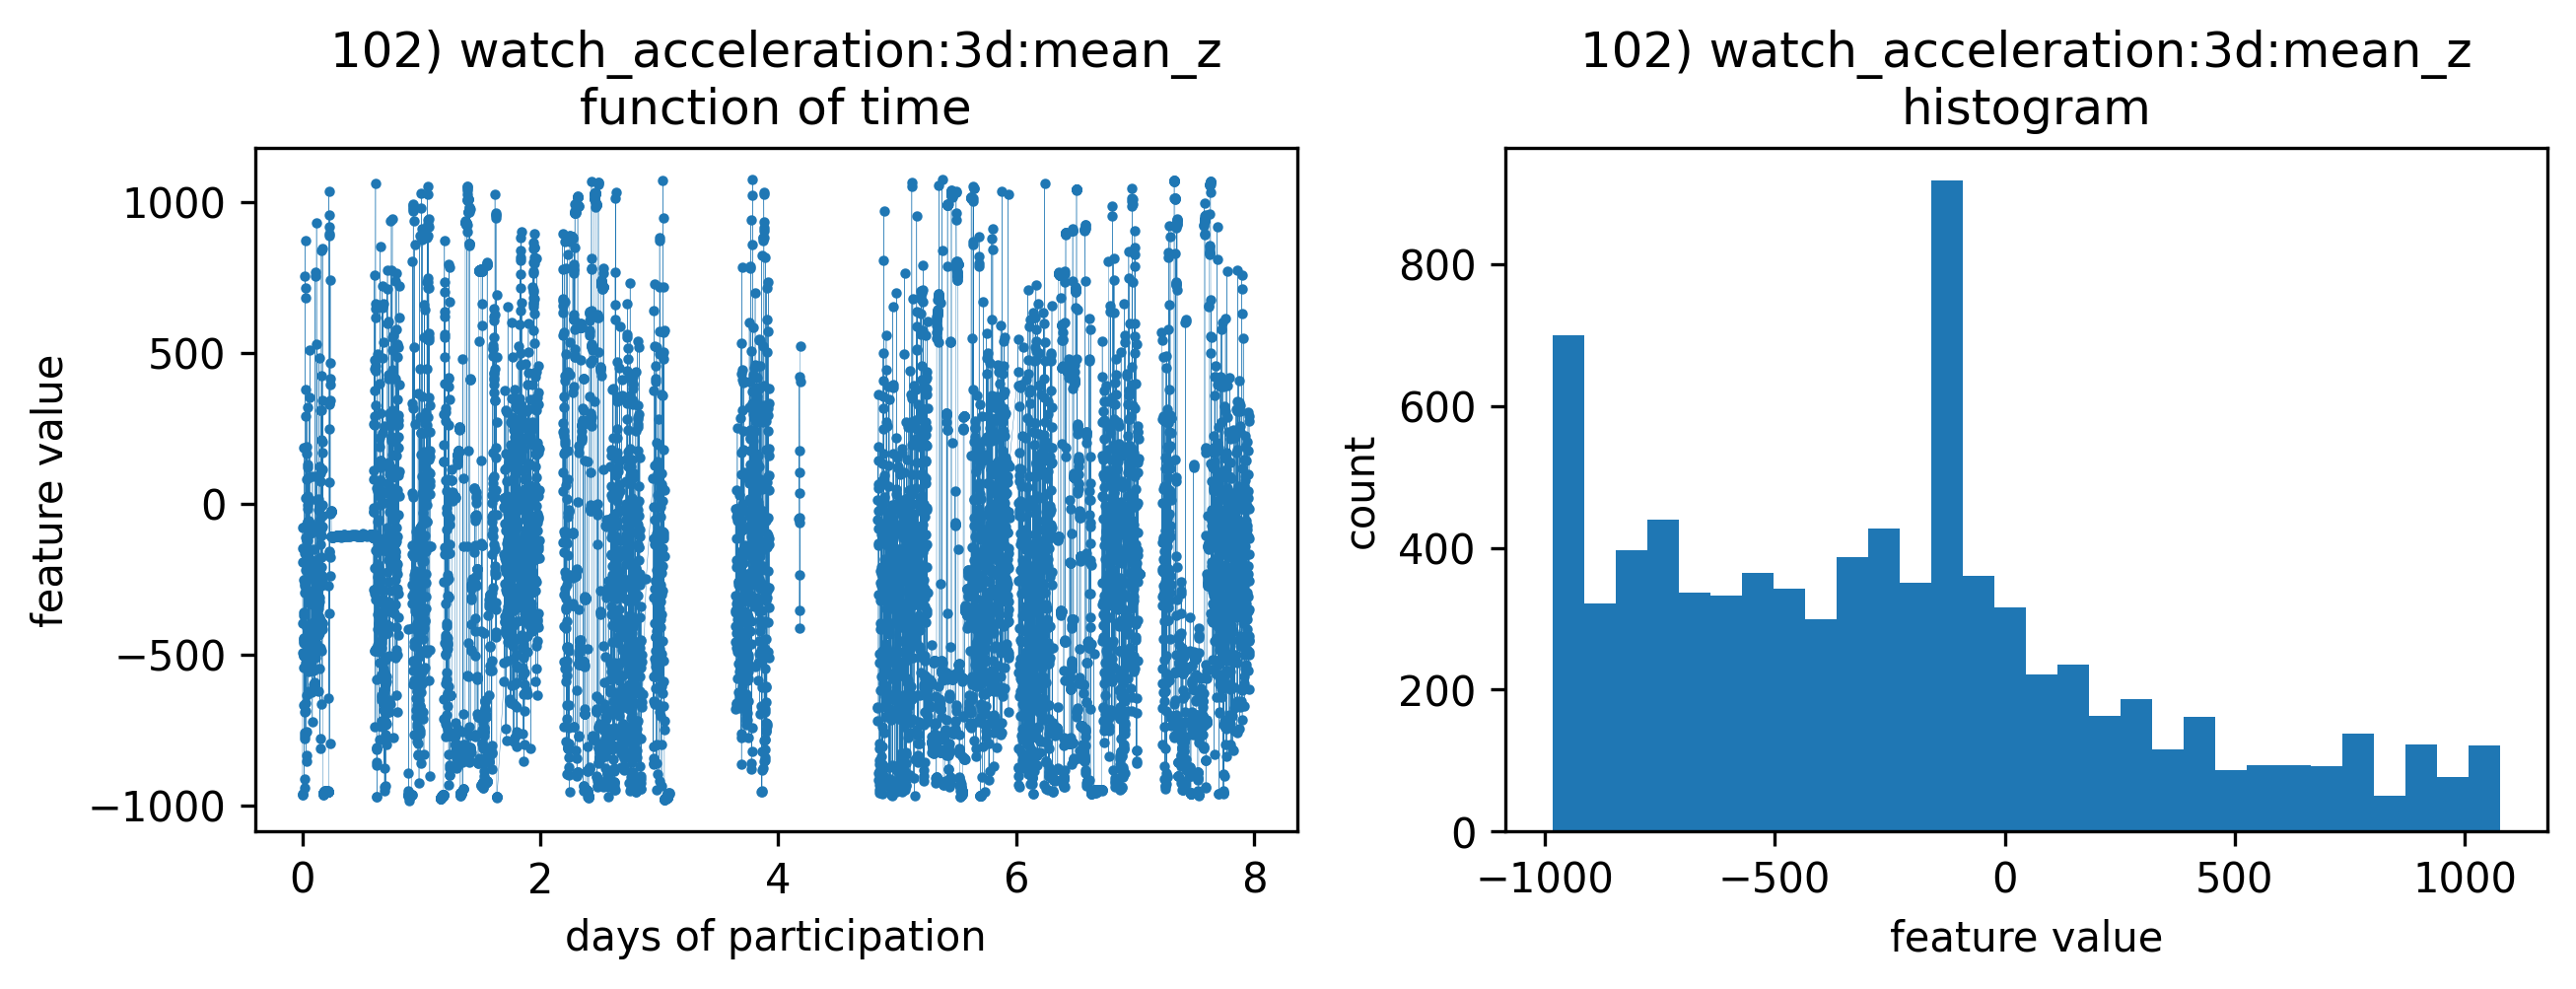 102) watch_acceleration:3d:mean_z
function of time
1000
500
0
−500
−1000
feature value
0 2 4 6 8
days of participation
102) watch_acceleration:3d:mean_z
histogram
800
600
400
200
0
count
−1000 −500 0 500 1000
feature value